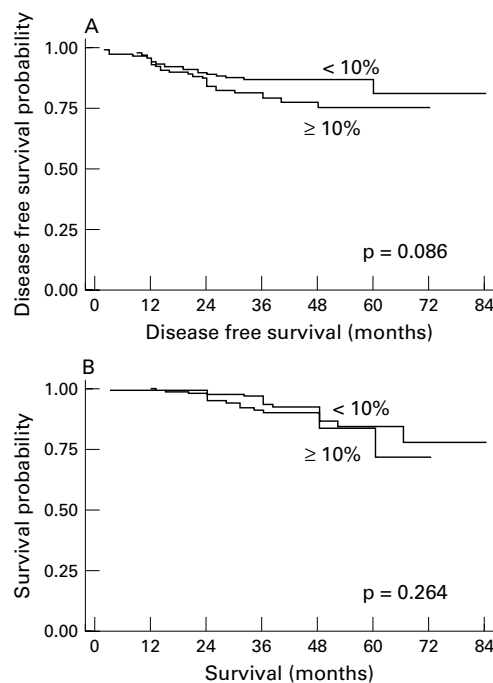 A
1.00
0.75
0.50
0.25
0.00
Disease free survival probability
< 10%
≥ 10%
p = 0.086
0 12 24 36 48 60 72 84
Disease free survival (months)
B
1.00
0.75
0.50
0.25
0.00
Survival probability
< 10%
≥ 10%
p = 0.264
0 12 24 36 48 60 72 84
Survival (months)